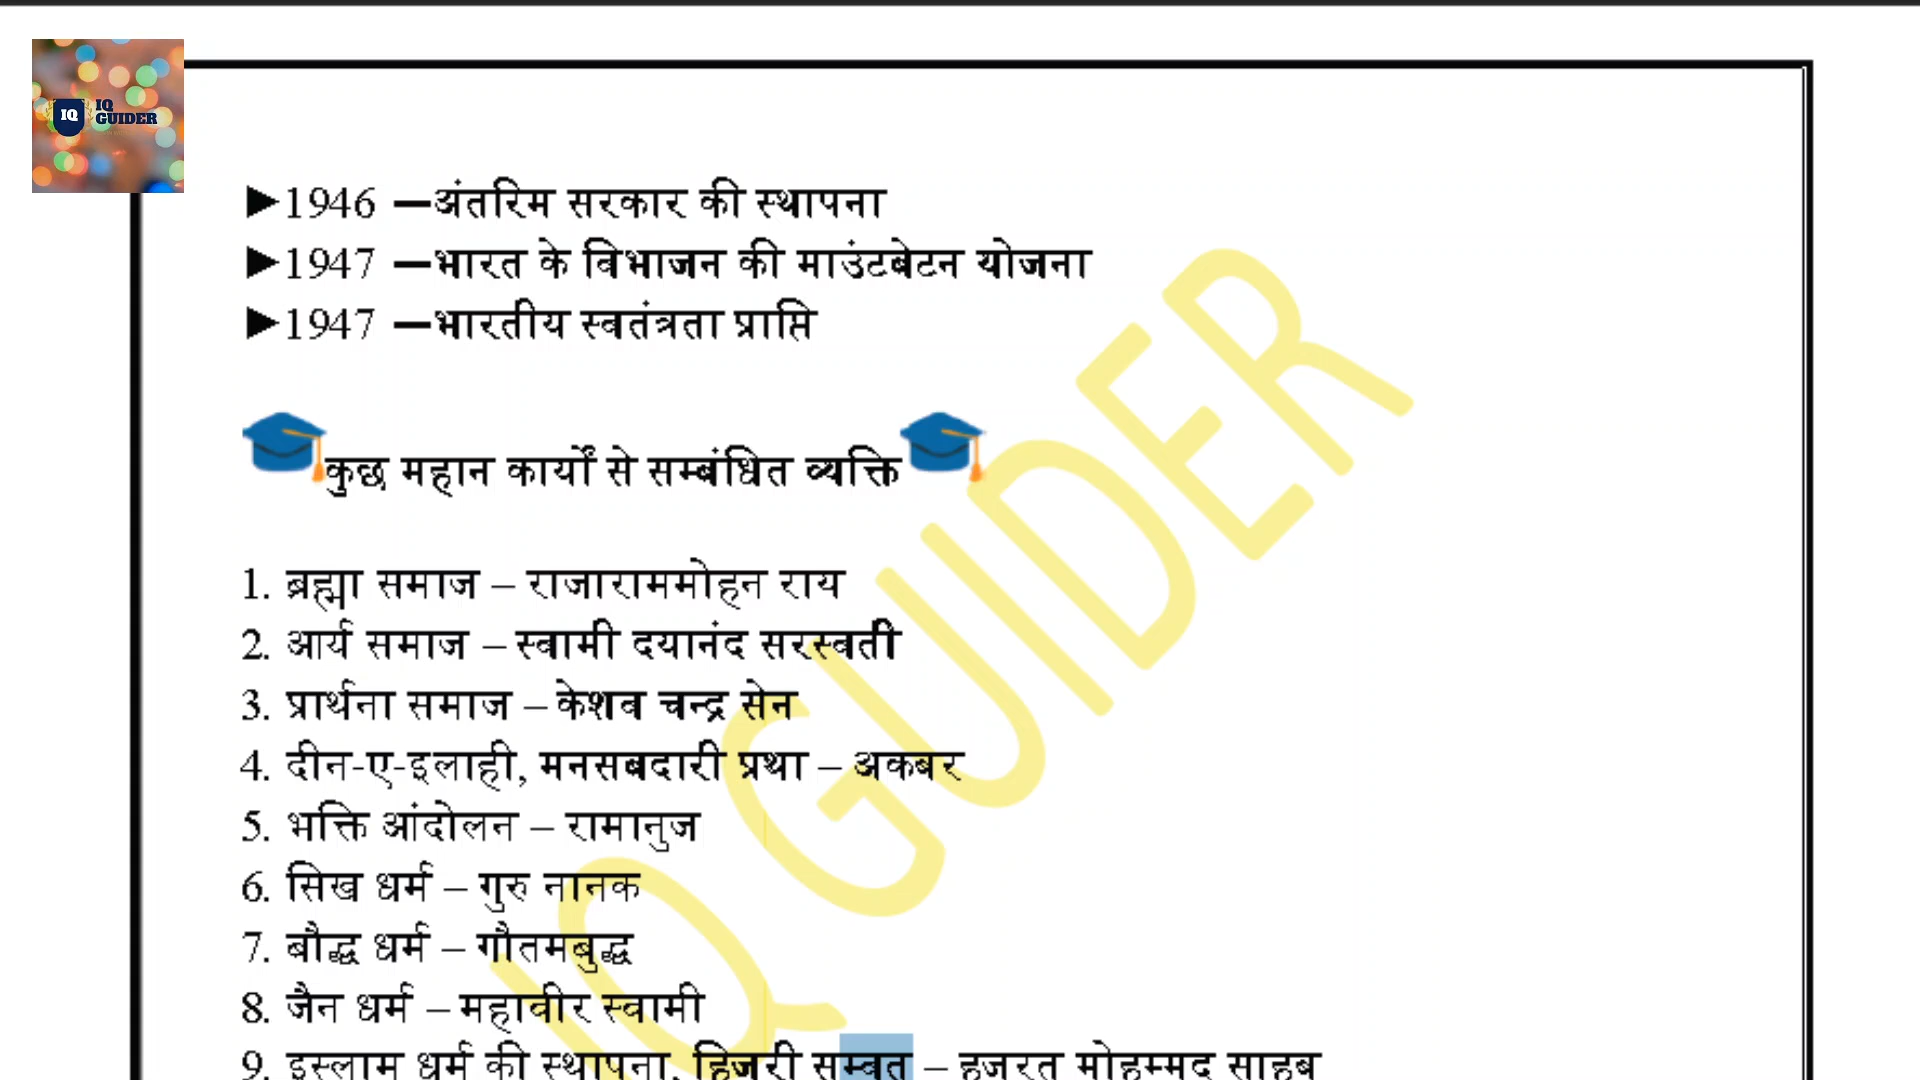 IQ
IQ
GUIDER
►1946 —अंतरिम सरकार की स्थापना
►1947 —भारत के विभाजन की माउंटबेटन योजना
►1947 —भारतीय स्वतंत्रता प्राप्ति
कुछ महान कार्यों से सम्बंधित व्यक्ति
1. ब्रह्मा समाज – राजाराममोहन राय
2. आर्य समाज – स्वामी दयानंद सरस्वती
3. प्रार्थना समाज – केशव चन्द्र सेन
4. दीन-ए-इलाही, मनसबदारी प्रथा – अकबर
5. भक्ति आंदोलन – रामानुज
6. सिख धर्म – गुरु नानक
7. बौद्ध धर्म – गौतमबुद्ध
8. जैन धर्म – महावीर स्वामी
9. इस्लाम धर्म की स्थापना, हिजरी सम्वत – हजरत मोहम्मद साहब
IQ GUIDER